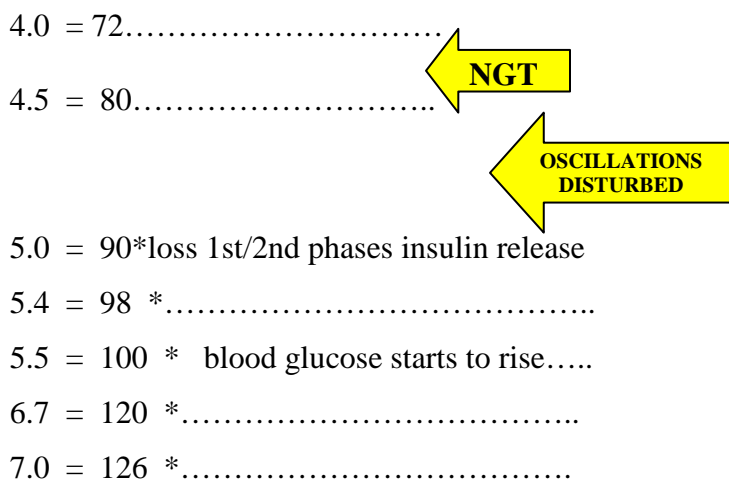 4.0 = 72…………………………
NGT
4.5 = 80………………………..
OSCILLATIONS
DISTURBED
5.0 = 90*loss 1st/2nd phases insulin release
5.4 = 98 *…………………………………..
5.5 = 100 * blood glucose starts to rise…..
6.7 = 120 *………………………………..
7.0 = 126 *……………………………….